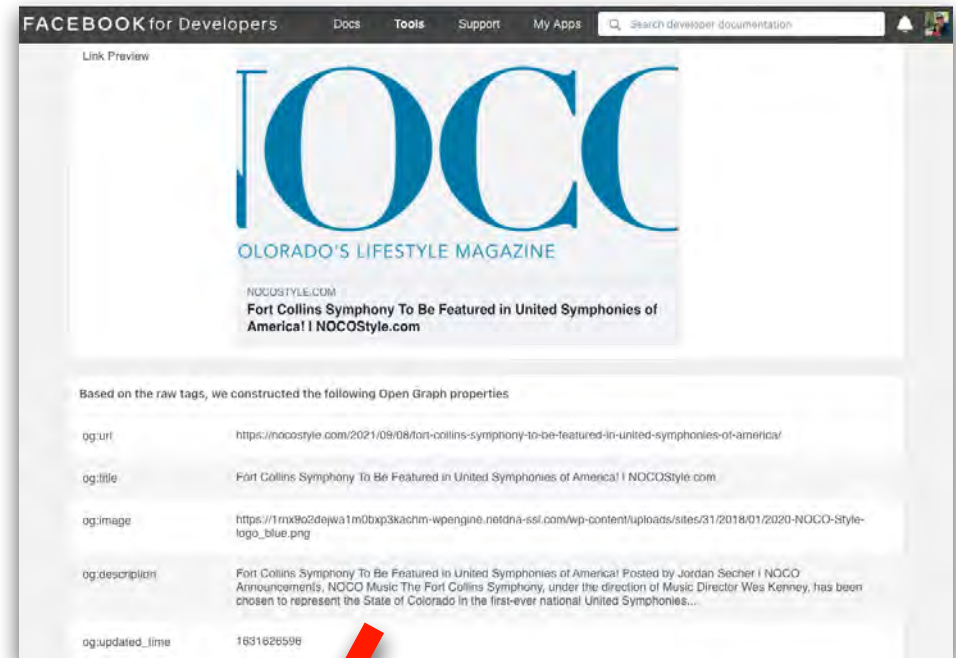 FACEBOOK for Developers
Docs
Tools
Support
My Apps
Search developer documentation
Link Preview
NOCO
OLORADO'S LIFESTYLE MAGAZINE
NOCOSTYLE.COM
Fort Collins Symphony To Be Featured in United Symphonies of
America! | NOCOStyle.com
Based on the raw tags, we constructed the following Open Graph properties
og:url
https://nocostyle.com/2021/09/08/fort-collins-symphony-to-be-featured-in-united-symphonies-of-america/
og:title
Fort Collins Symphony To Be Featured in United Symphonies of America! | NOCOStyle.com
og:image
https://1rnx9o2dejwa1m0bxp3kachm-wpengine.netdna-ssl.com/wp-content/uploads/sites/31/2018/01/2020-NOCO-Style-
logo_blue.png
og:description
Fort Collins Symphony To Be Featured in United Symphonies of America! Posted by Jordan Secher | NOCO
Announcements, NOCO Music The Fort Collins Symphony, under the direction of Music Director Wes Kenney, has been
chosen to represent the State of Colorado in the first-ever national United Symphonies...
og:updated_time
1631626596